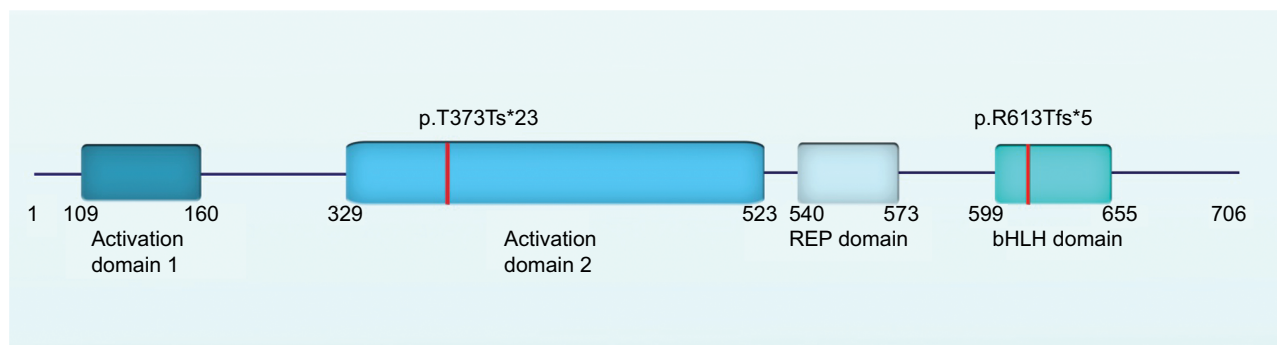 p.T373Ts*23 p.R613Tfs*5
1 109 160 329 523 540 573 599 655 706
Activation domain 1
Activation domain 2
REP domain
bHLH domain